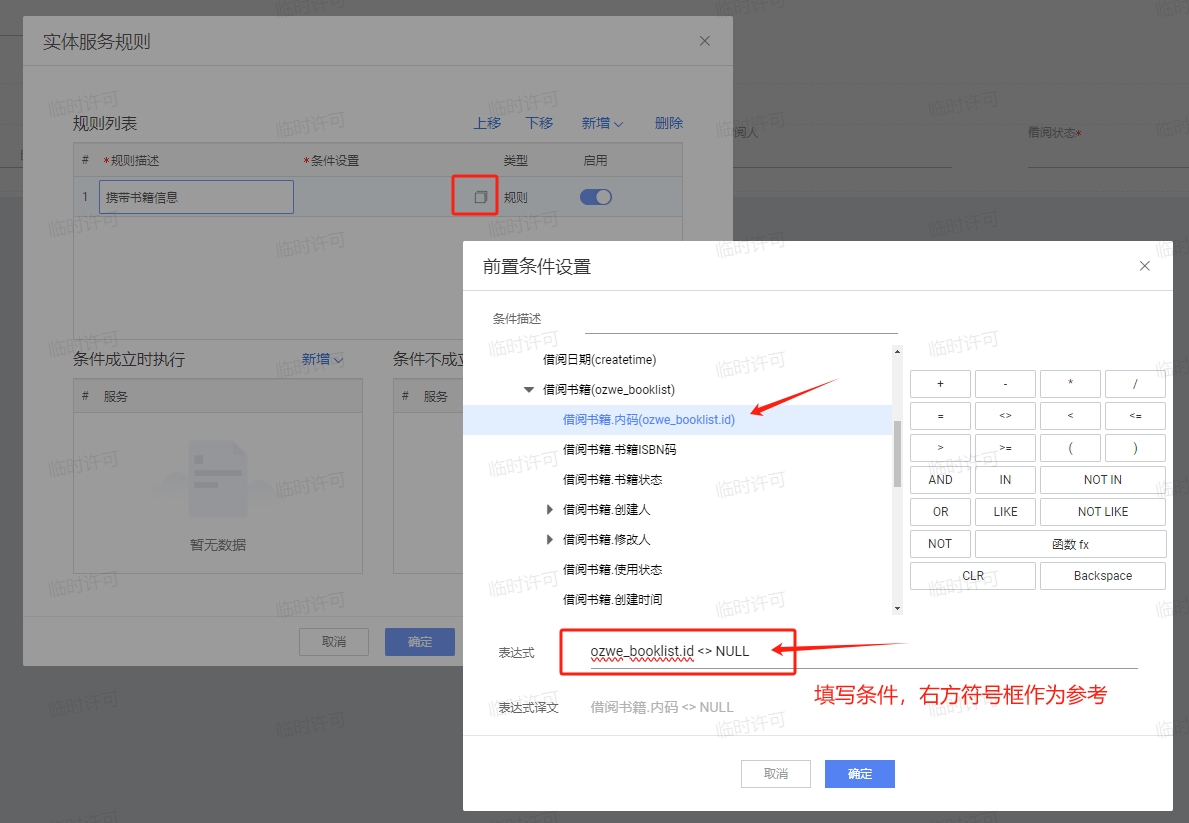 实体服务规则
规则列表
上移 下移 新增 删除
# *规则描述 *条件设置 类型 启用
1 携带书籍信息 规则
阅人
借阅状态*
条件成立时执行 新增
条件不成立
# 服务
# 服务
暂无数据
取消 确定
前置条件设置
条件描述
借阅日期(createtime)
借阅书籍(ozwe_booklist)
借阅书籍.内码(ozwe_booklist.id)
借阅书籍.书籍ISBN码
借阅书籍.书籍状态
借阅书籍.创建人
借阅书籍.修改人
借阅书籍.使用状态
借阅书籍.创建时间
+ - * /
= <> < <=
> >= ( )
AND IN NOT IN
OR LIKE NOT LIKE
NOT 函数 fx
CLR Backspace
表达式 ozwe_booklist.id <> NULL
填写条件，右方符号框作为参考
表达式译文 借阅书籍.内码 <> NULL
取消 确定
临时许可